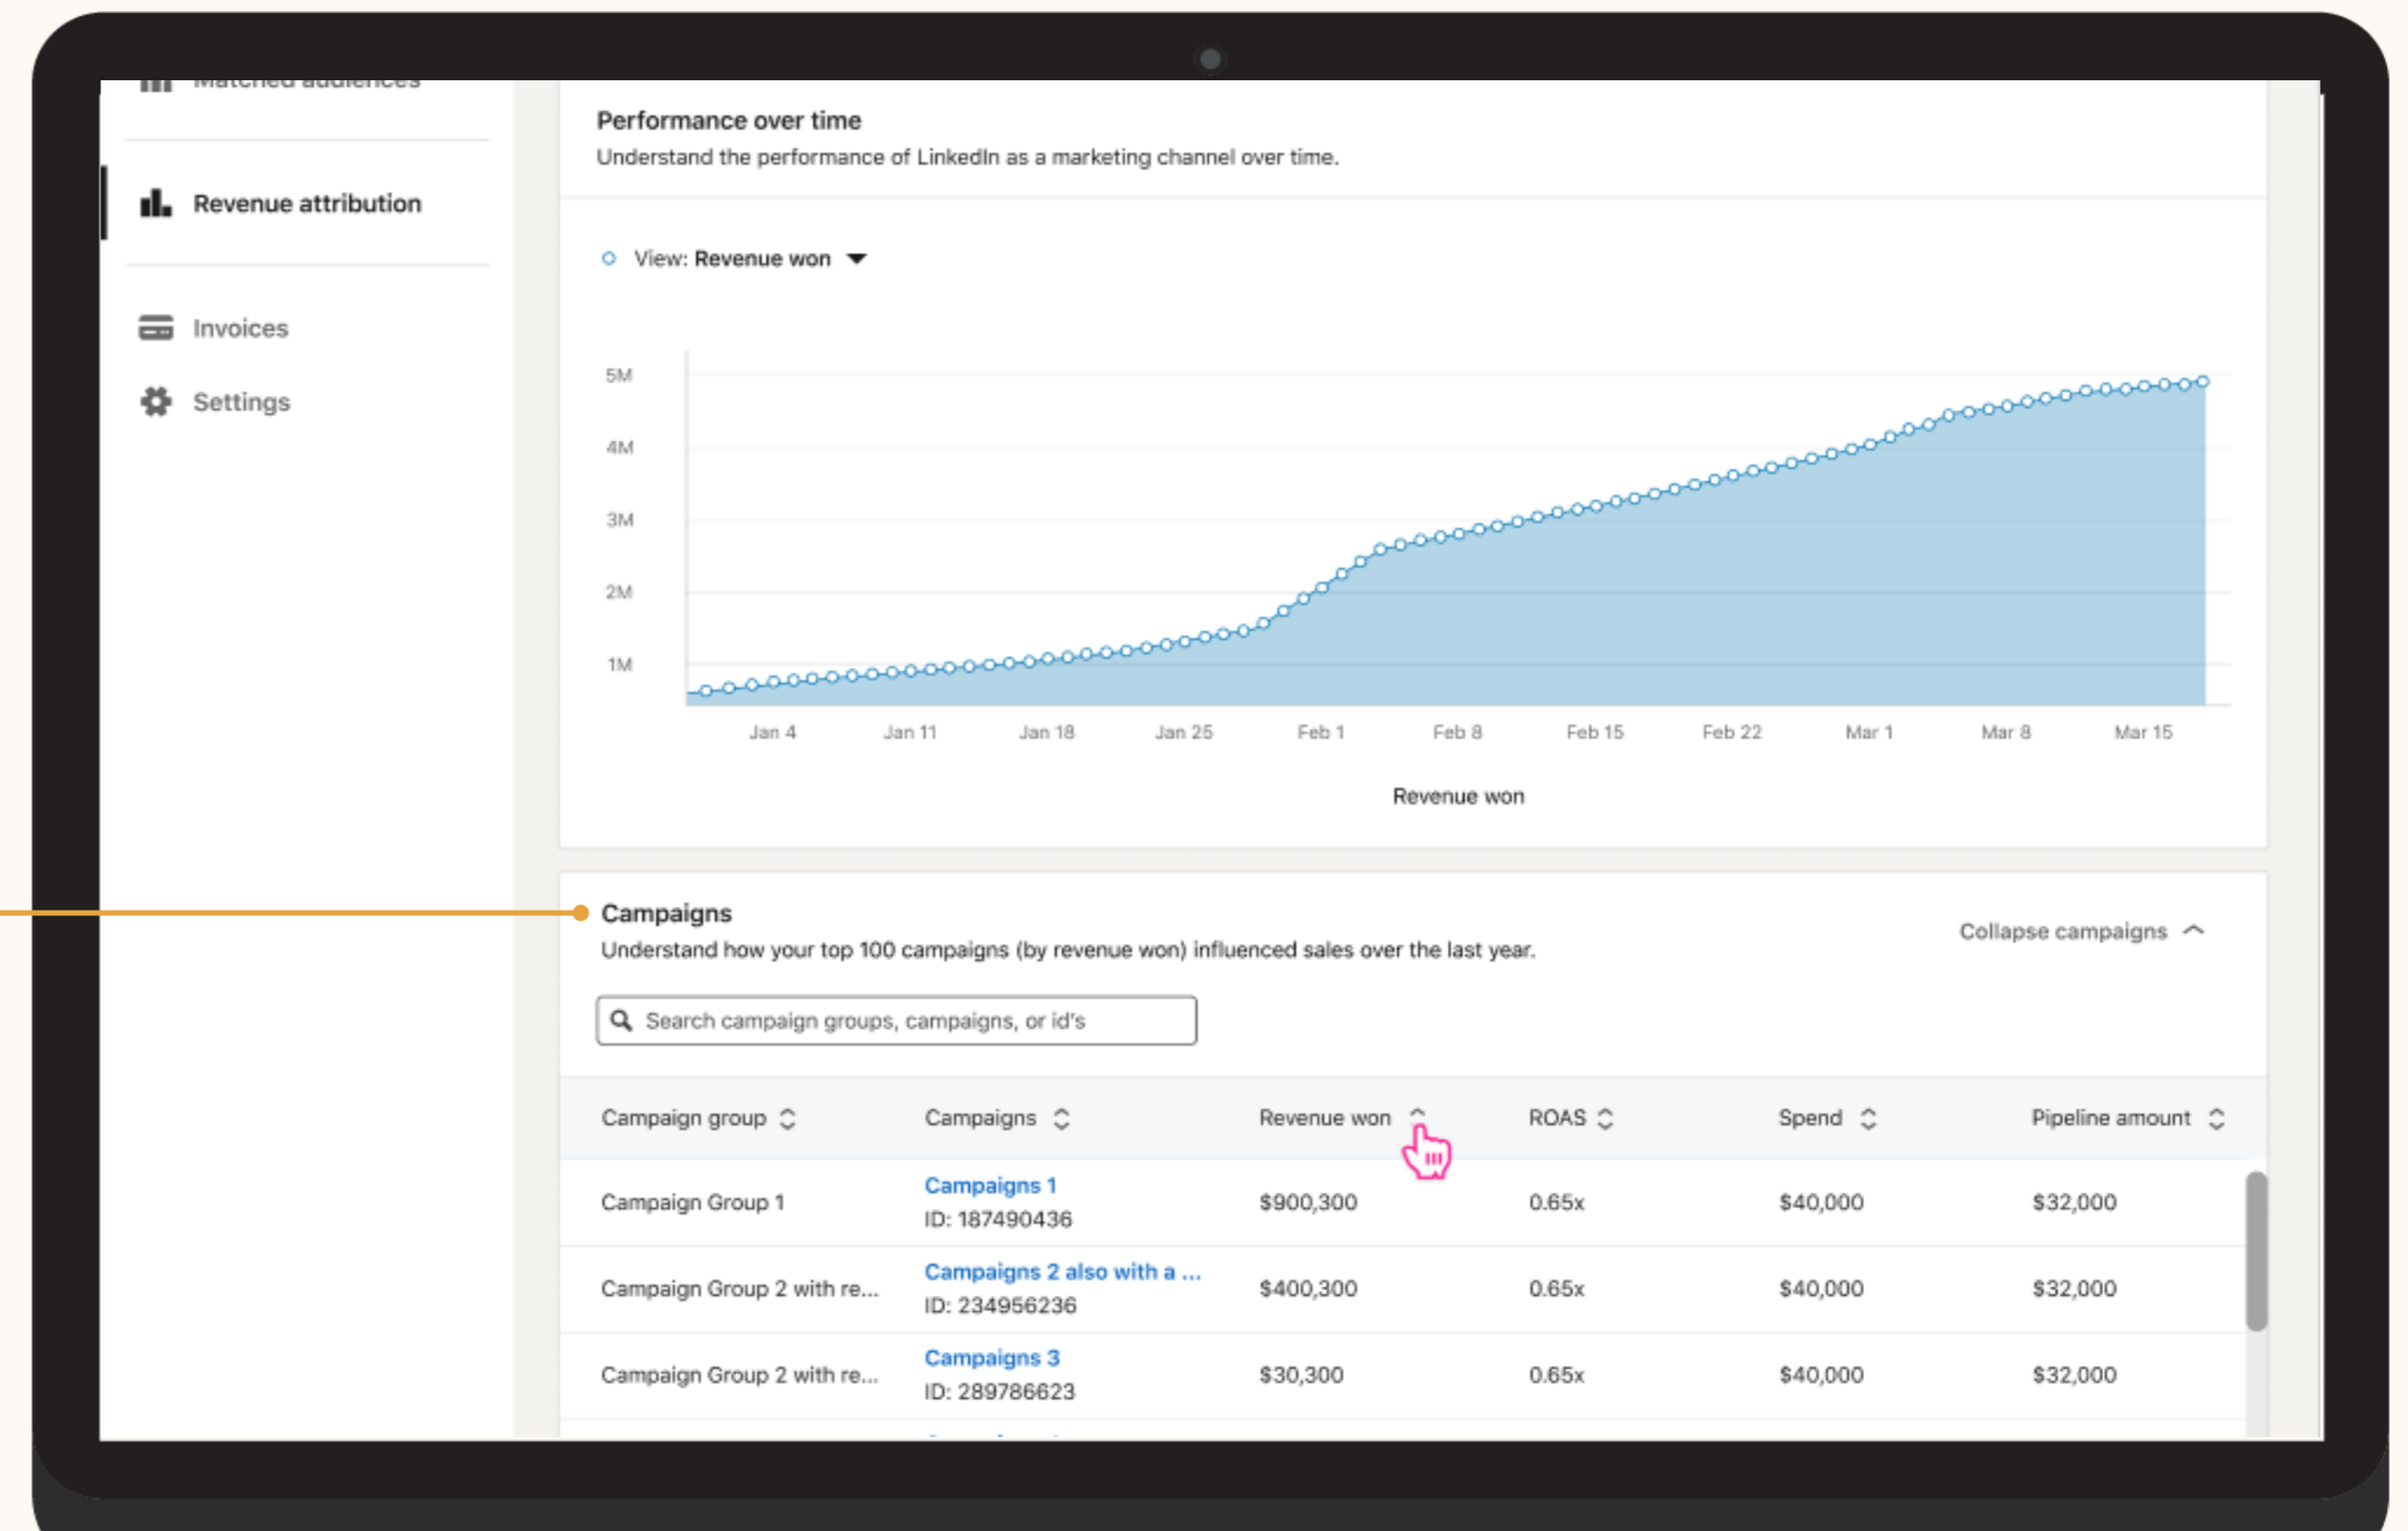 Matched audiences
Revenue attribution
Invoices
Settings
Performance over time
Understand the performance of LinkedIn as a marketing channel over time.
View: Revenue won
5M
4M
3M
2M
1M
Jan 4 Jan 11 Jan 18 Jan 25 Feb 1 Feb 8 Feb 15 Feb 22 Mar 1 Mar 8 Mar 15
Revenue won
Campaigns
Understand how your top 100 campaigns (by revenue won) influenced sales over the last year.
Collapse campaigns
Search campaign groups, campaigns, or id's
Campaign group Campaigns Revenue won ROAS Spend Pipeline amount
Campaign Group 1 Campaigns 1 $900,300 0.65x $40,000 $32,000
ID: 187490436
Campaign Group 2 with re... Campaigns 2 also with a ... $400,300 0.65x $40,000 $32,000
ID: 234956236
Campaign Group 2 with re... Campaigns 3 $30,300 0.65x $40,000 $32,000
ID: 289786623